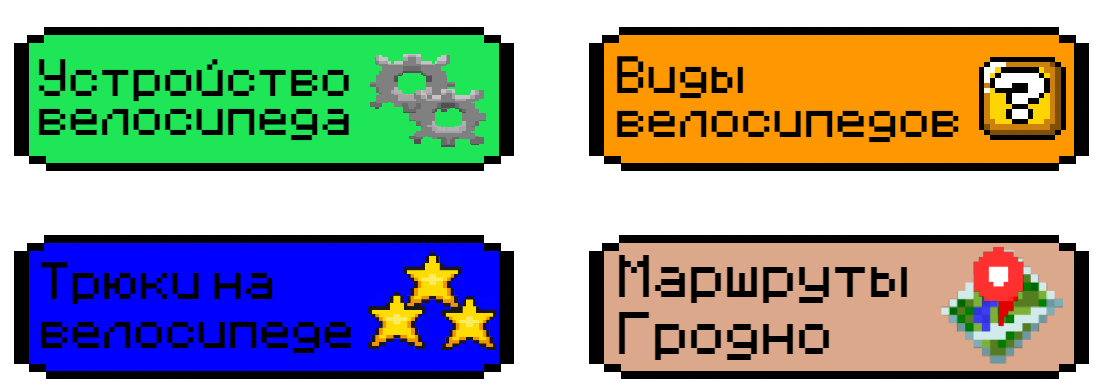 Устройство
велосипеда
Виды
велосипедов
?
Трюки на
велосипеде
Маршруты
Гродно